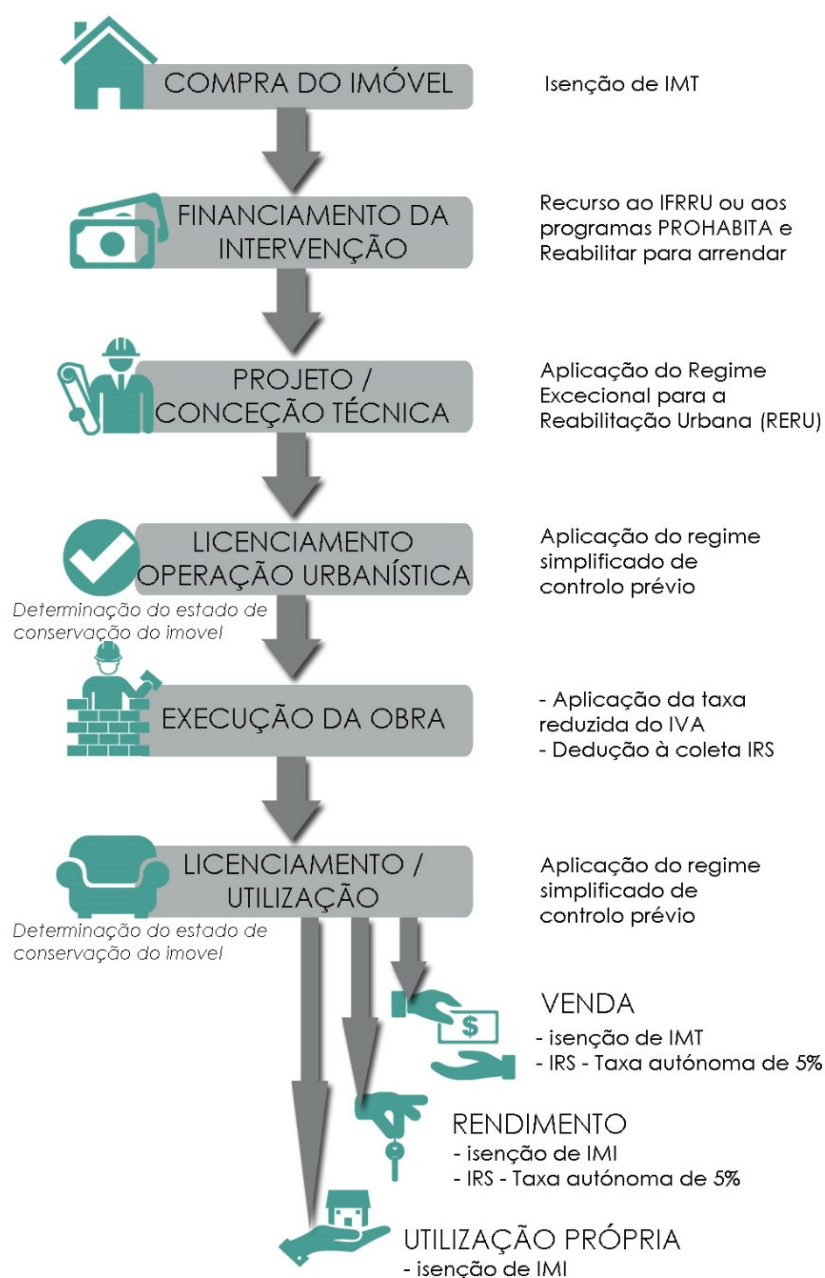 COMPRA DO IMÓVEL
Isenção de IMT
FINANCIAMENTO DA
INTERVENÇÃO
Recurso ao IFRRU ou aos
programas PROHABITA e
Reabilitar para arrendar
PROJETO /
CONCEÇÃO TÉCNICA
Aplicação do Regime
Excecional para a
Reabilitação Urbana (RERU)
LICENCIAMENTO
OPERAÇÃO URBANÍSTICA
Aplicação do regime
simplificado de
controlo prévio
Determinação do estado de
conservação do imovel
EXECUÇÃO DA OBRA
- Aplicação da taxa
reduzida do IVA
- Dedução à coleta IRS
LICENCIAMENTO /
UTILIZAÇÃO
Aplicação do regime
simplificado de
controlo prévio
Determinação do estado de
conservação do imovel
$
VENDA
- isenção de IMT
- IRS - Taxa autónoma de 5%
RENDIMENTO
- isenção de IMI
- IRS - Taxa autónoma de 5%
UTILIZAÇÃO PRÓPRIA
- isenção de IMI